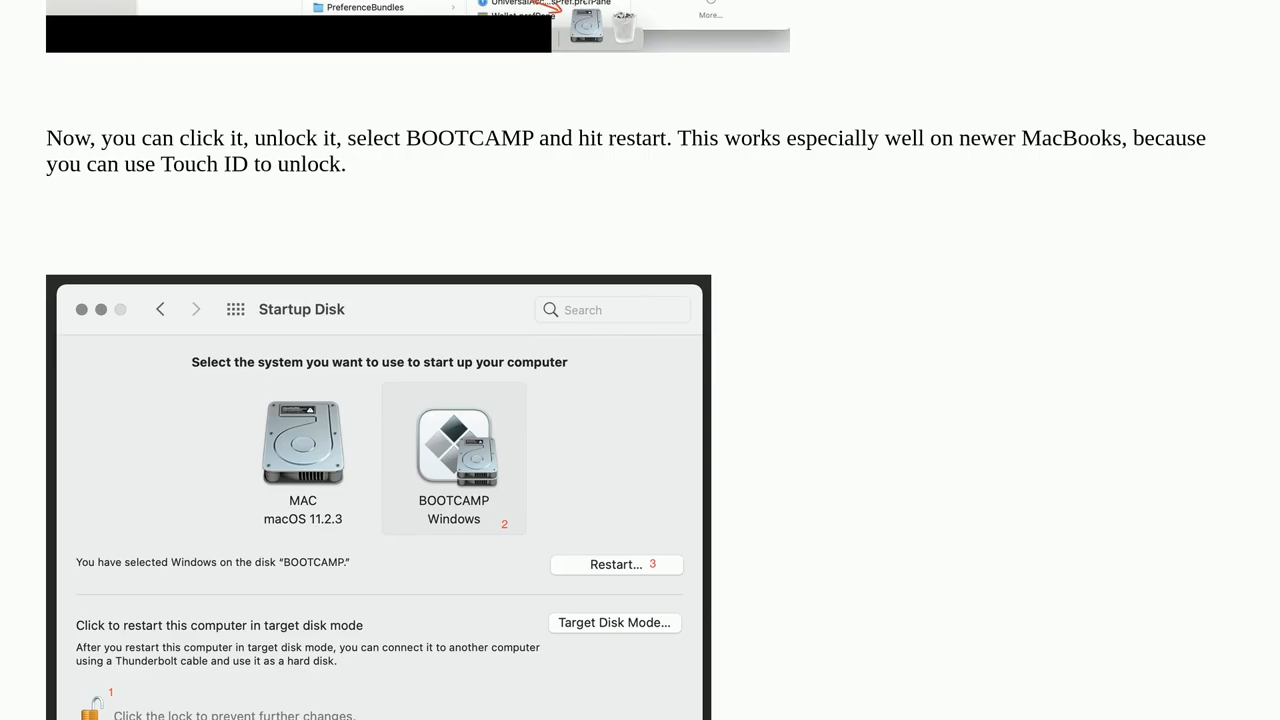 PreferenceBundles
UniversalAcc...sPref.prefPane
Wallet.prefPane
More...
Now, you can click it, unlock it, select BOOTCAMP and hit restart. This works especially well on newer MacBooks, because
you can use Touch ID to unlock.
Startup Disk
Search
Select the system you want to use to start up your computer
MAC
macOS 11.2.3
BOOTCAMP
Windows
2
You have selected Windows on the disk “BOOTCAMP.”
Restart... 3
Click to restart this computer in target disk mode
Target Disk Mode...
After you restart this computer in target disk mode, you can connect it to another computer
using a Thunderbolt cable and use it as a hard disk.
1
Click the lock to prevent further changes.